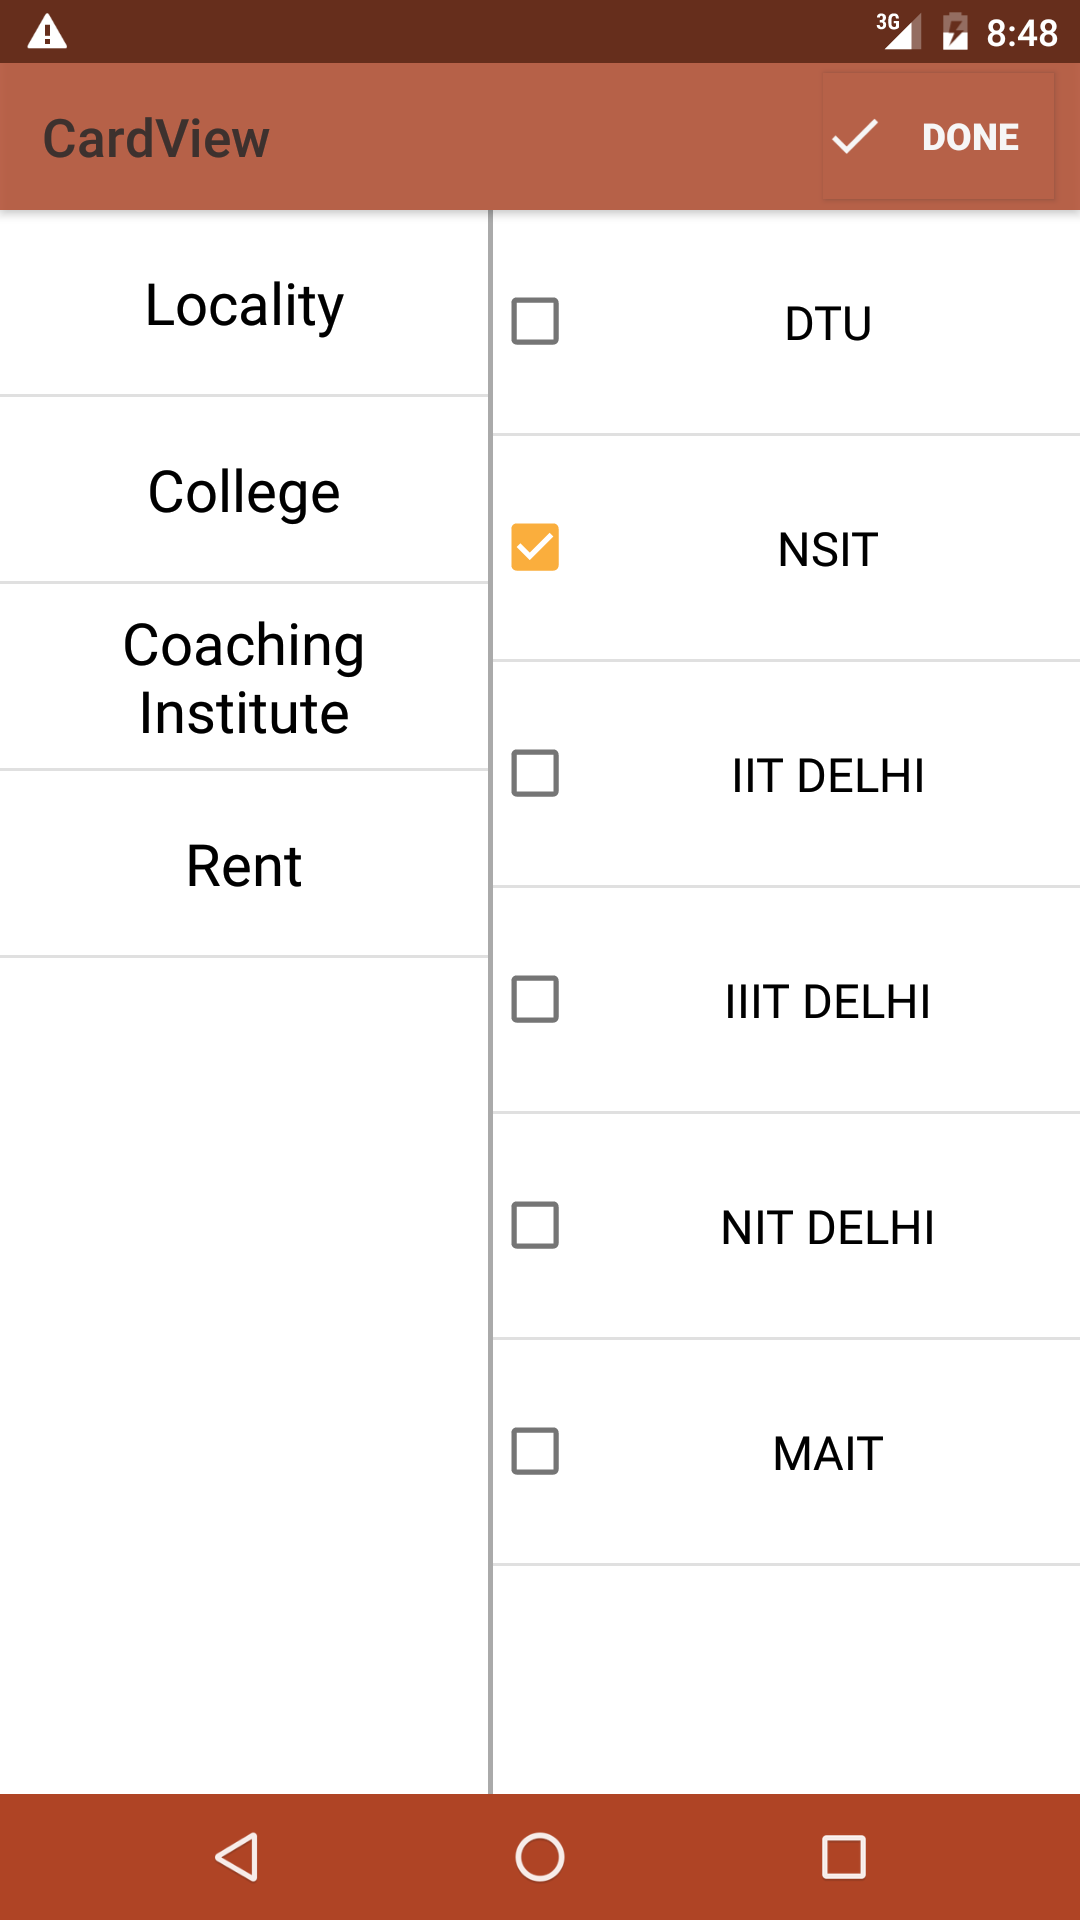 3G 8:48
CardView
DONE
Locality
College
Coaching
Institute
Rent
DTU
NSIT
IIT DELHI
IIIT DELHI
NIT DELHI
MAIT